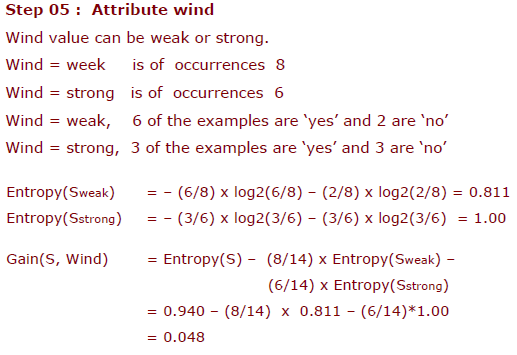 Step 05 : Attribute wind
Wind value can be weak or strong.
Wind = week is of occurrences 8
Wind = strong is of occurrences 6
Wind = weak, 6 of the examples are ‘yes’ and 2 are ‘no’
Wind = strong, 3 of the examples are ‘yes’ and 3 are ‘no’
Entropy(Sweak) = – (6/8) x log2(6/8) – (2/8) x log2(2/8) = 0.811
Entropy(Sstrong) = – (3/6) x log2(3/6) – (3/6) x log2(3/6) = 1.00
Gain(S, Wind) = Entropy(S) – (8/14) x Entropy(Sweak) –
(6/14) x Entropy(Sstrong)
= 0.940 – (8/14) x 0.811 – (6/14)*1.00
= 0.048